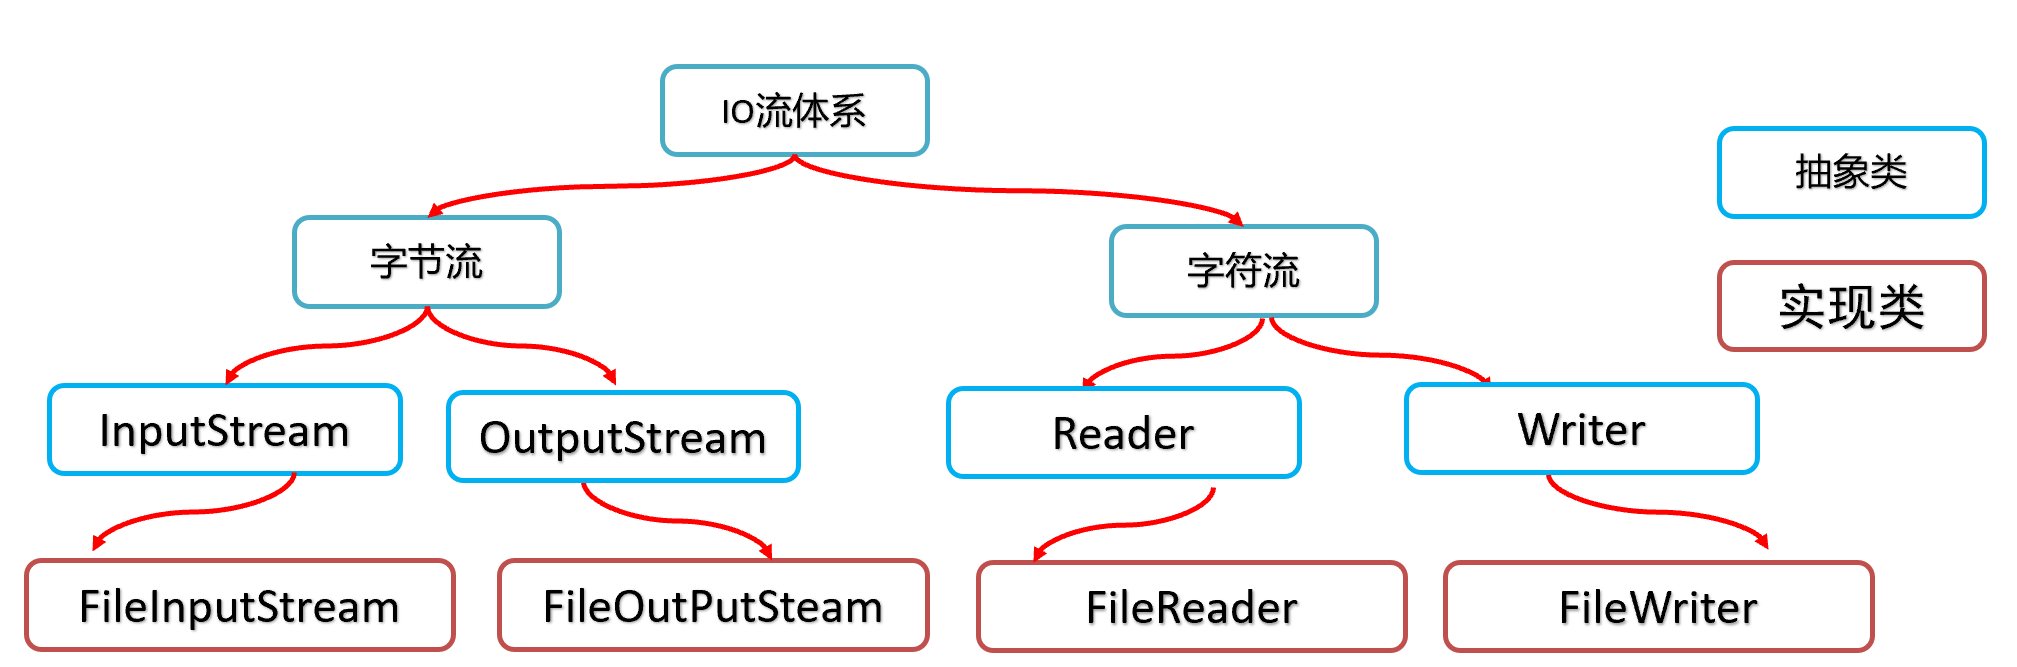 IO流体系
抽象类
字节流
字符流
实现类
InputStream
OutputStream
Reader
Writer
FileInputStream
FileOutPutSteam
FileReader
FileWriter